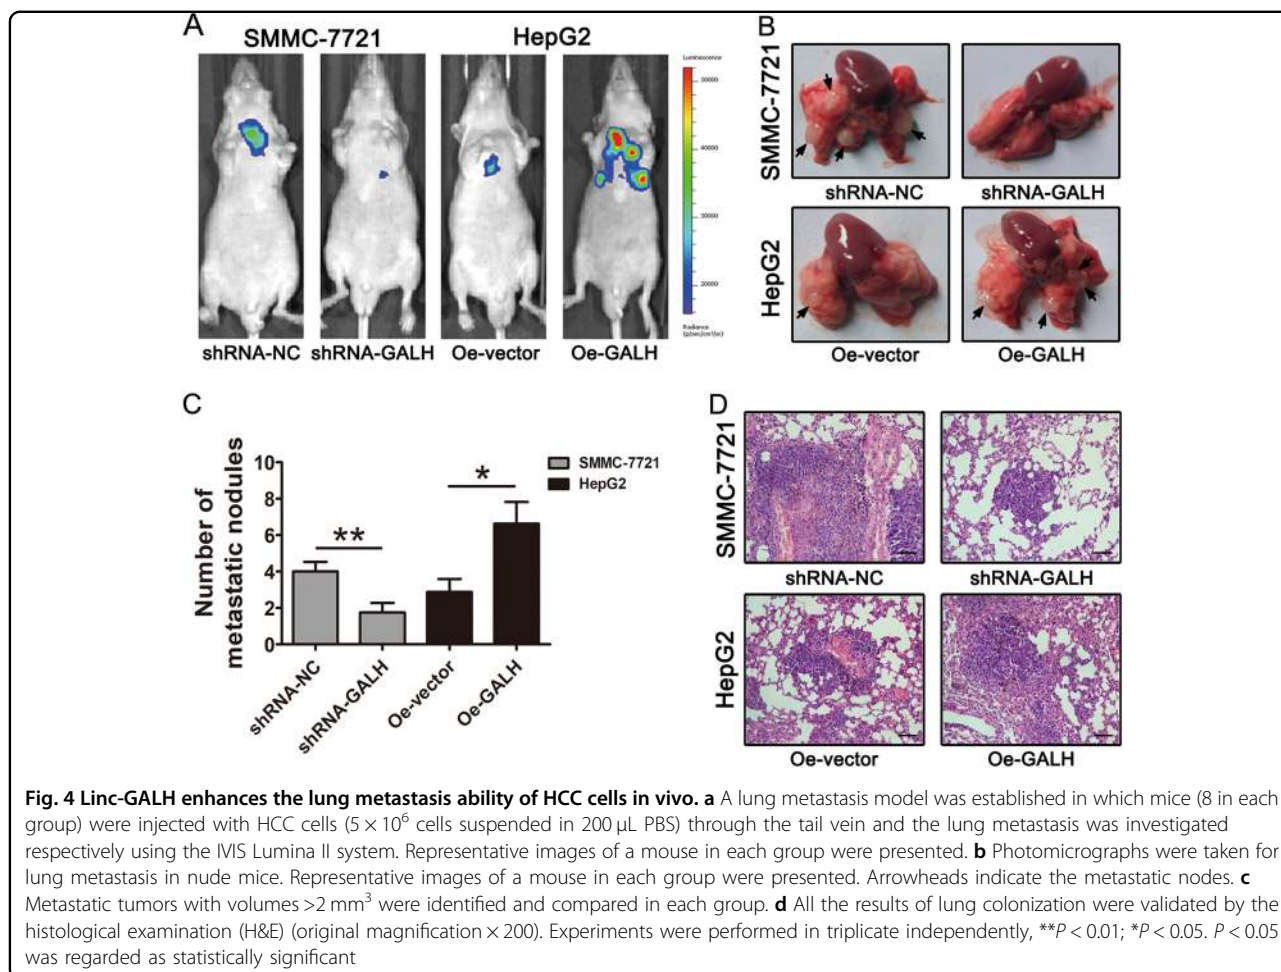 A
SMMC-7721
HepG2
Luminescence
50000
40000
30000
20000
Radiance
shRNA-NC
shRNA-GALH
Oe-vector
Oe-GALH
B
SMMC-7721
shRNA-NC
shRNA-GALH
HepG2
Oe-vector
Oe-GALH
C
Number of
metastatic nodules
10
8
6
4
2
0
**
*
SMMC-7721
HepG2
shRNA-NC
shRNA-GALH
Oe-vector
Oe-GALH
D
SMMC-7721
shRNA-NC
shRNA-GALH
HepG2
Oe-vector
Oe-GALH
Fig. 4 Linc-GALH enhances the lung metastasis ability of HCC cells in vivo. a A lung metastasis model was established in which mice (8 in each
group) were injected with HCC cells (5 × 10⁶ cells suspended in 200 µL PBS) through the tail vein and the lung metastasis was investigated
respectively using the IVIS Lumina II system. Representative images of a mouse in each group were presented. b Photomicrographs were taken for
lung metastasis in nude mice. Representative images of a mouse in each group were presented. Arrowheads indicate the metastatic nodes. c
Metastatic tumors with volumes >2 mm³ were identified and compared in each group. d All the results of lung colonization were validated by the
histological examination (H&E) (original magnification × 200). Experiments were performed in triplicate independently, **P < 0.01; *P < 0.05. P < 0.05
was regarded as statistically significant